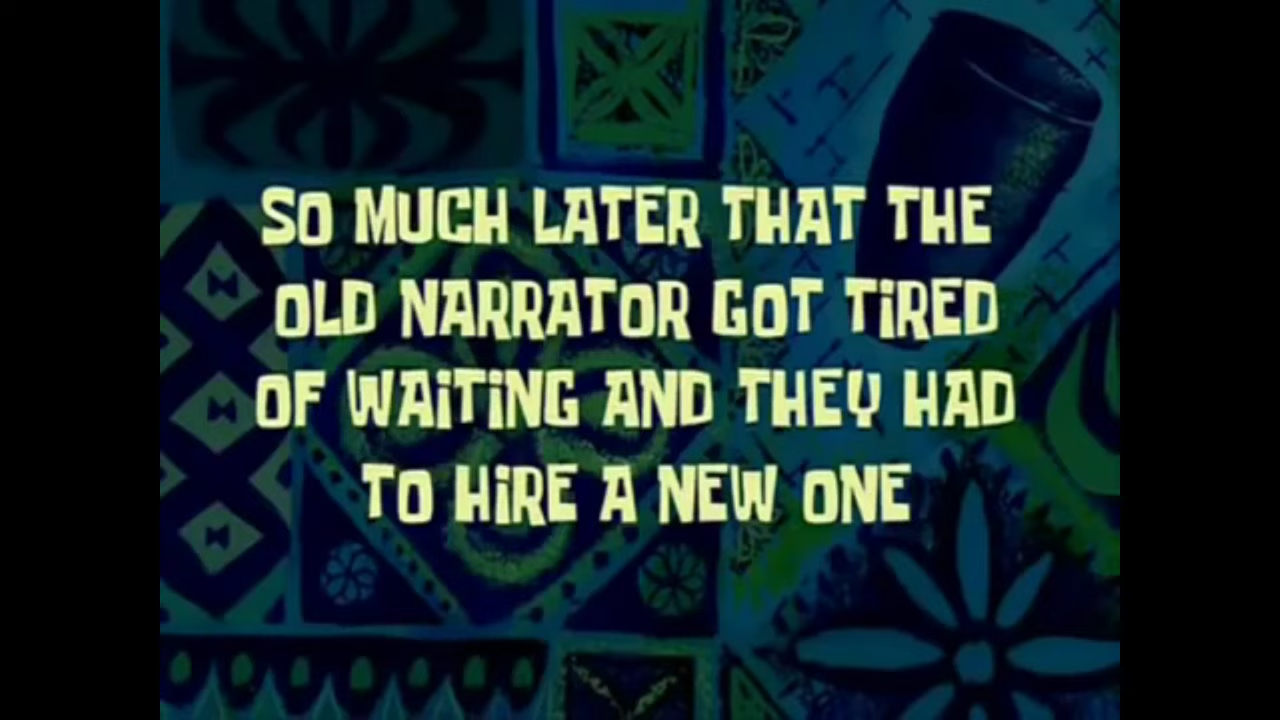 SO MUCH LATER THAT THE
OLD NARRATOR GOT TiRED
OF WAiTiNG AND THEY HAD
TO HiRE A NEW ONE